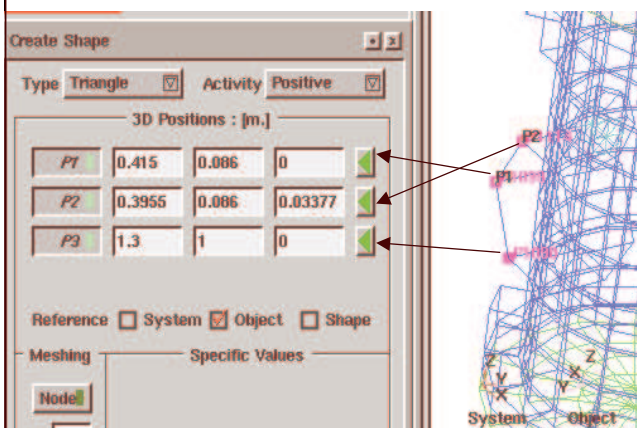 Create Shape
Type Triangle Activity Positive
3D Positions : [m.]
P1 0.415 0.086 0
P2 0.3955 0.086 0.03377
P3 1.3 1 0
Reference System Object Shape
Meshing Specific Values
Node
P2
P1
Z
Y
X
Z
X
Y
System Object